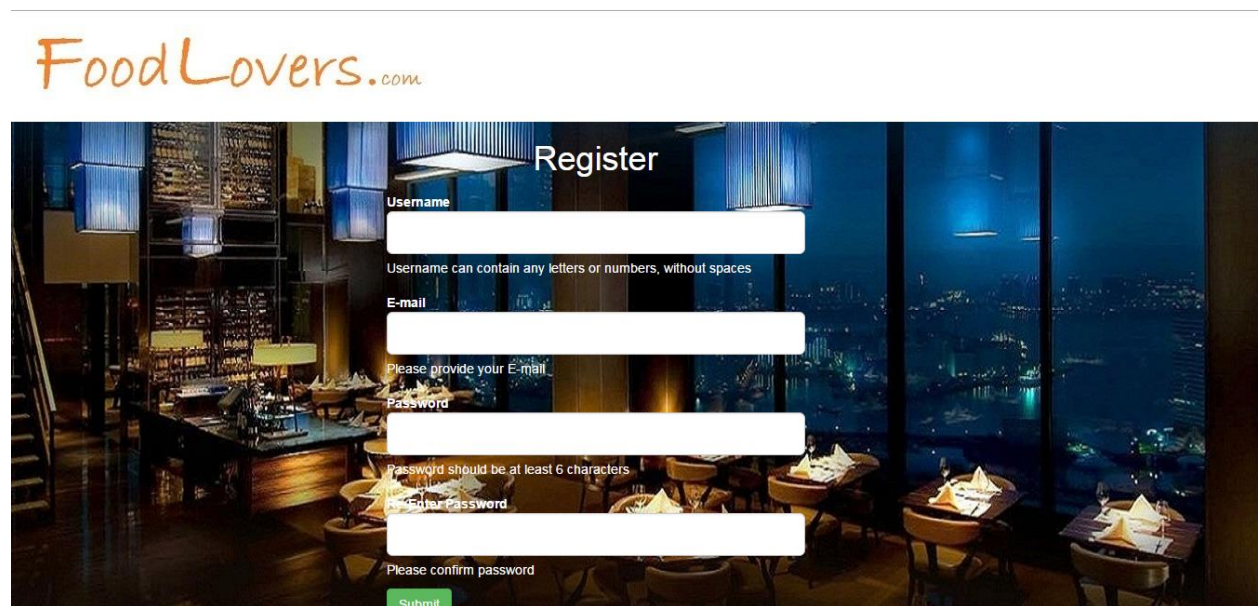 FoodLovers.com
Register
Username
Username can contain any letters or numbers, without spaces
E-mail
Please provide your E-mail
Password
Password should be at least 6 characters
Re-Enter Password
Please confirm password
Submit